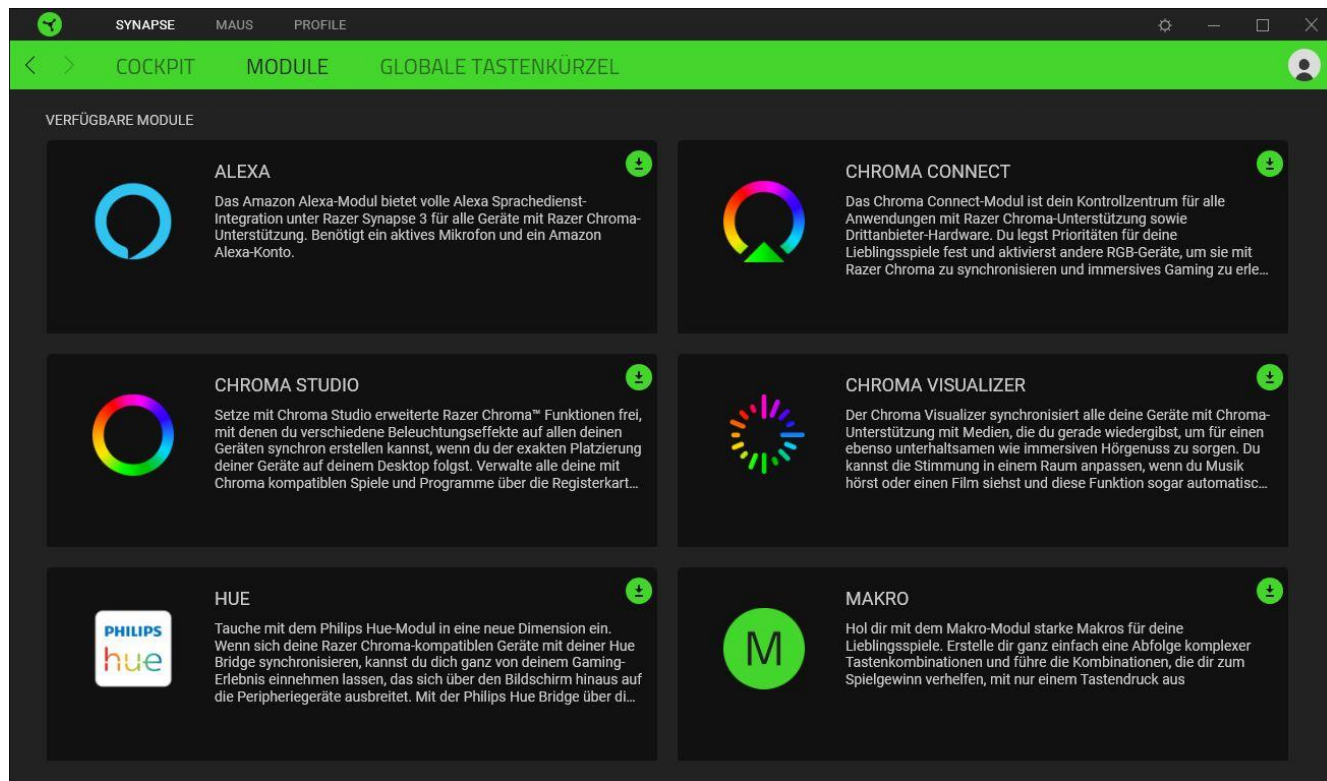 SYNAPSE MAUS PROFILE
COCKPIT MODULE GLOBALE TASTENKÜRZEL
VERFÜGBARE MODULE
ALEXA
Das Amazon Alexa-Modul bietet volle Alexa Sprachedienst-
Integration unter Razer Synapse 3 für alle Geräte mit Razer Chroma-
Unterstützung. Benötigt ein aktives Mikrofon und ein Amazon
Alexa-Konto.
CHROMA CONNECT
Das Chroma Connect-Modul ist dein Kontrollzentrum für alle
Anwendungen mit Razer Chroma-Unterstützung sowie
Drittanbieter-Hardware. Du legst Prioritäten für deine
Lieblingsspiele fest und aktivierst andere RGB-Geräte, um sie mit
Razer Chroma zu synchronisieren und immersives Gaming zu erle...
CHROMA STUDIO
Setze mit Chroma Studio erweiterte Razer Chroma™ Funktionen frei,
mit denen du verschiedene Beleuchtungseffekte auf allen deinen
Geräten synchron erstellen kannst, wenn du der exakten Platzierung
deiner Geräte auf deinem Desktop folgst. Verwalte alle deine mit
Chroma kompatiblen Spiele und Programme über die Registerkart...
CHROMA VISUALIZER
Der Chroma Visualizer synchronisiert alle deine Geräte mit Chroma-
Unterstützung mit Medien, die du gerade wiedergibst, um für einen
ebenso unterhaltsamen wie immersiven Hörgenuss zu sorgen. Du
kannst die Stimmung in einem Raum anpassen, wenn du Musik
hörst oder einen Film siehst und diese Funktion sogar automatisc...
PHILIPS
hue
HUE
Tauche mit dem Philips Hue-Modul in eine neue Dimension ein.
Wenn sich deine Razer Chroma-kompatiblen Geräte mit deiner Hue
Bridge synchronisieren, kannst du dich ganz von deinem Gaming-
Erlebnis einnehmen lassen, das sich über den Bildschirm hinaus auf
die Peripheriegeräte ausbreitet. Mit der Philips Hue Bridge über di...
M
MAKRO
Hol dir mit dem Makro-Modul starke Makros für deine
Lieblingsspiele. Erstelle dir ganz einfach eine Abfolge komplexer
Tastenkombinationen und führe die Kombinationen, die dir zum
Spielgewinn verhelfen, mit nur einem Tastendruck aus